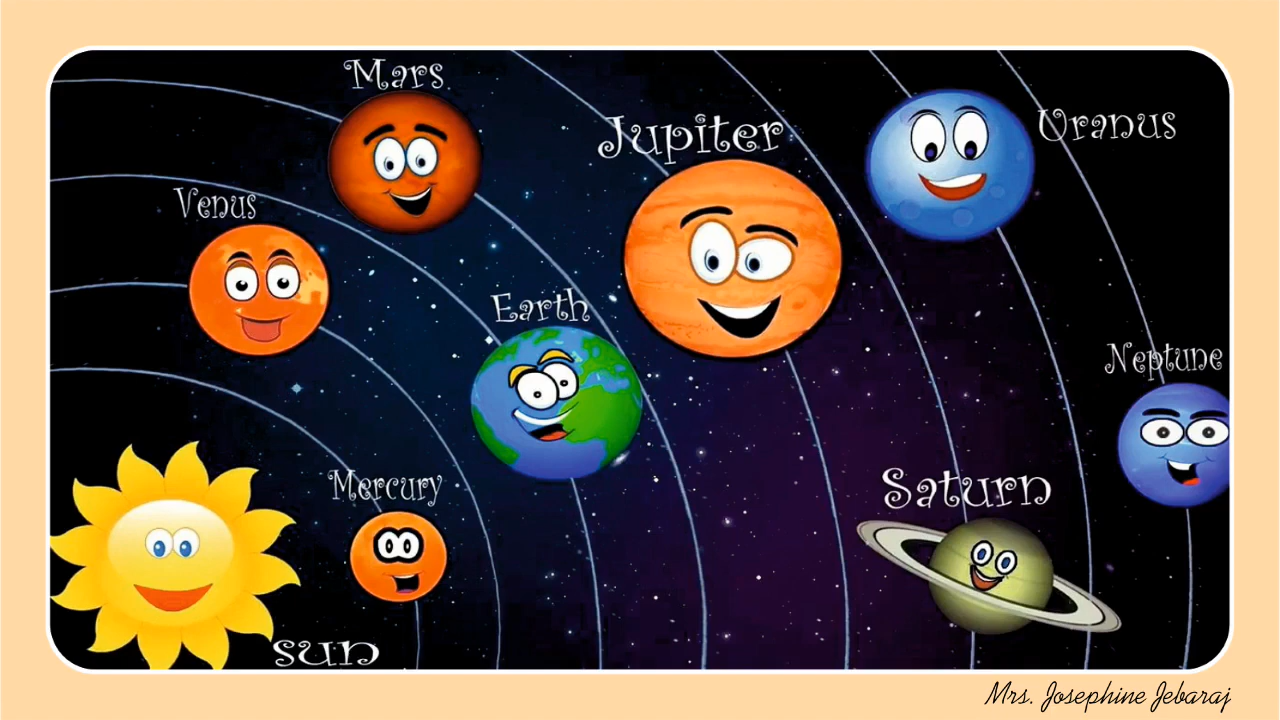 Mars
Jupiter
Uranus
Venus
Earth
Neptune
Mercury
Saturn
sun
Mrs. Josephine Jebaraj